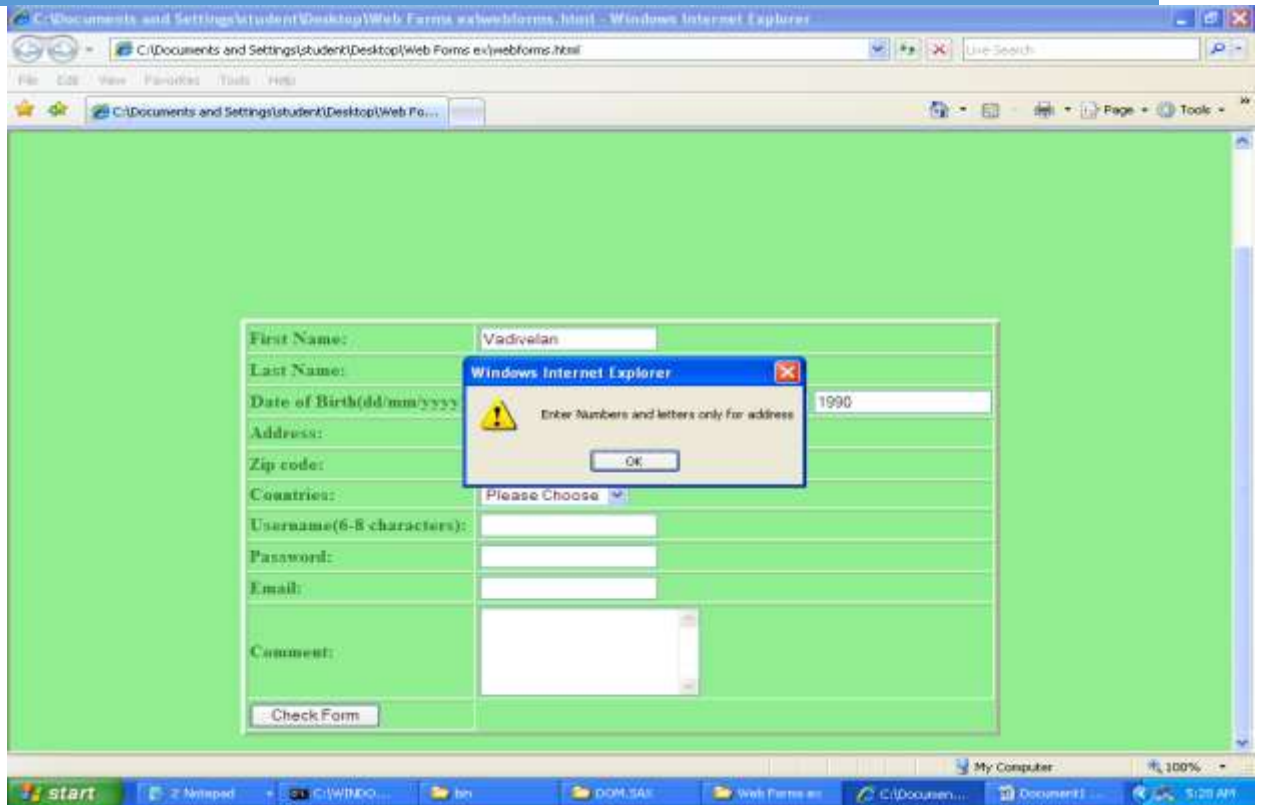 C:\Documents and Settings\student\Desktop\Web Forms ex\webforms.html - Windows Internet Explorer
C:\Documents and Settings\student\Desktop\Web Forms ex\webforms.html
Live Search
File Edit View Favorites Tools Help
C:\Documents and Settings\student\Desktop\Web Fo...
Page Tools
First Name: Vadivelan
Last Name:
Windows Internet Explorer
Date of Birth(dd/mm/yyyy 1990
Enter Numbers and letters only for address
Address:
OK
Zip code:
Countries: Please Choose
Username(6-8 characters):
Password:
Email:
Comment:
Check Form
My Computer 100%
start 2 Notepad C:\WINDO... bin DOM,SAX Web Forms ex C:\Documen... Document1 ... 5:20 AM